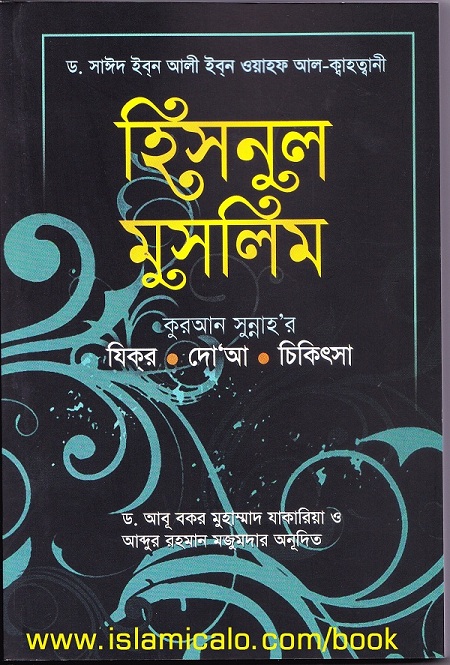 ড. সাঈদ ইব্‌ন আলী ইব্‌ন ওয়াহফ আল-ক্বাহত্বানী
হিসনুল
মুসলিম
কুরআন সুন্নাহ'র
যিক্‌র • দো‘আ • চিকিৎসা
ড. আবূ বকর মুহাম্মাদ যাকারিয়া ও
আব্দুর রহমান মজুমদার অনূদিত
www.islamicalo.com/book